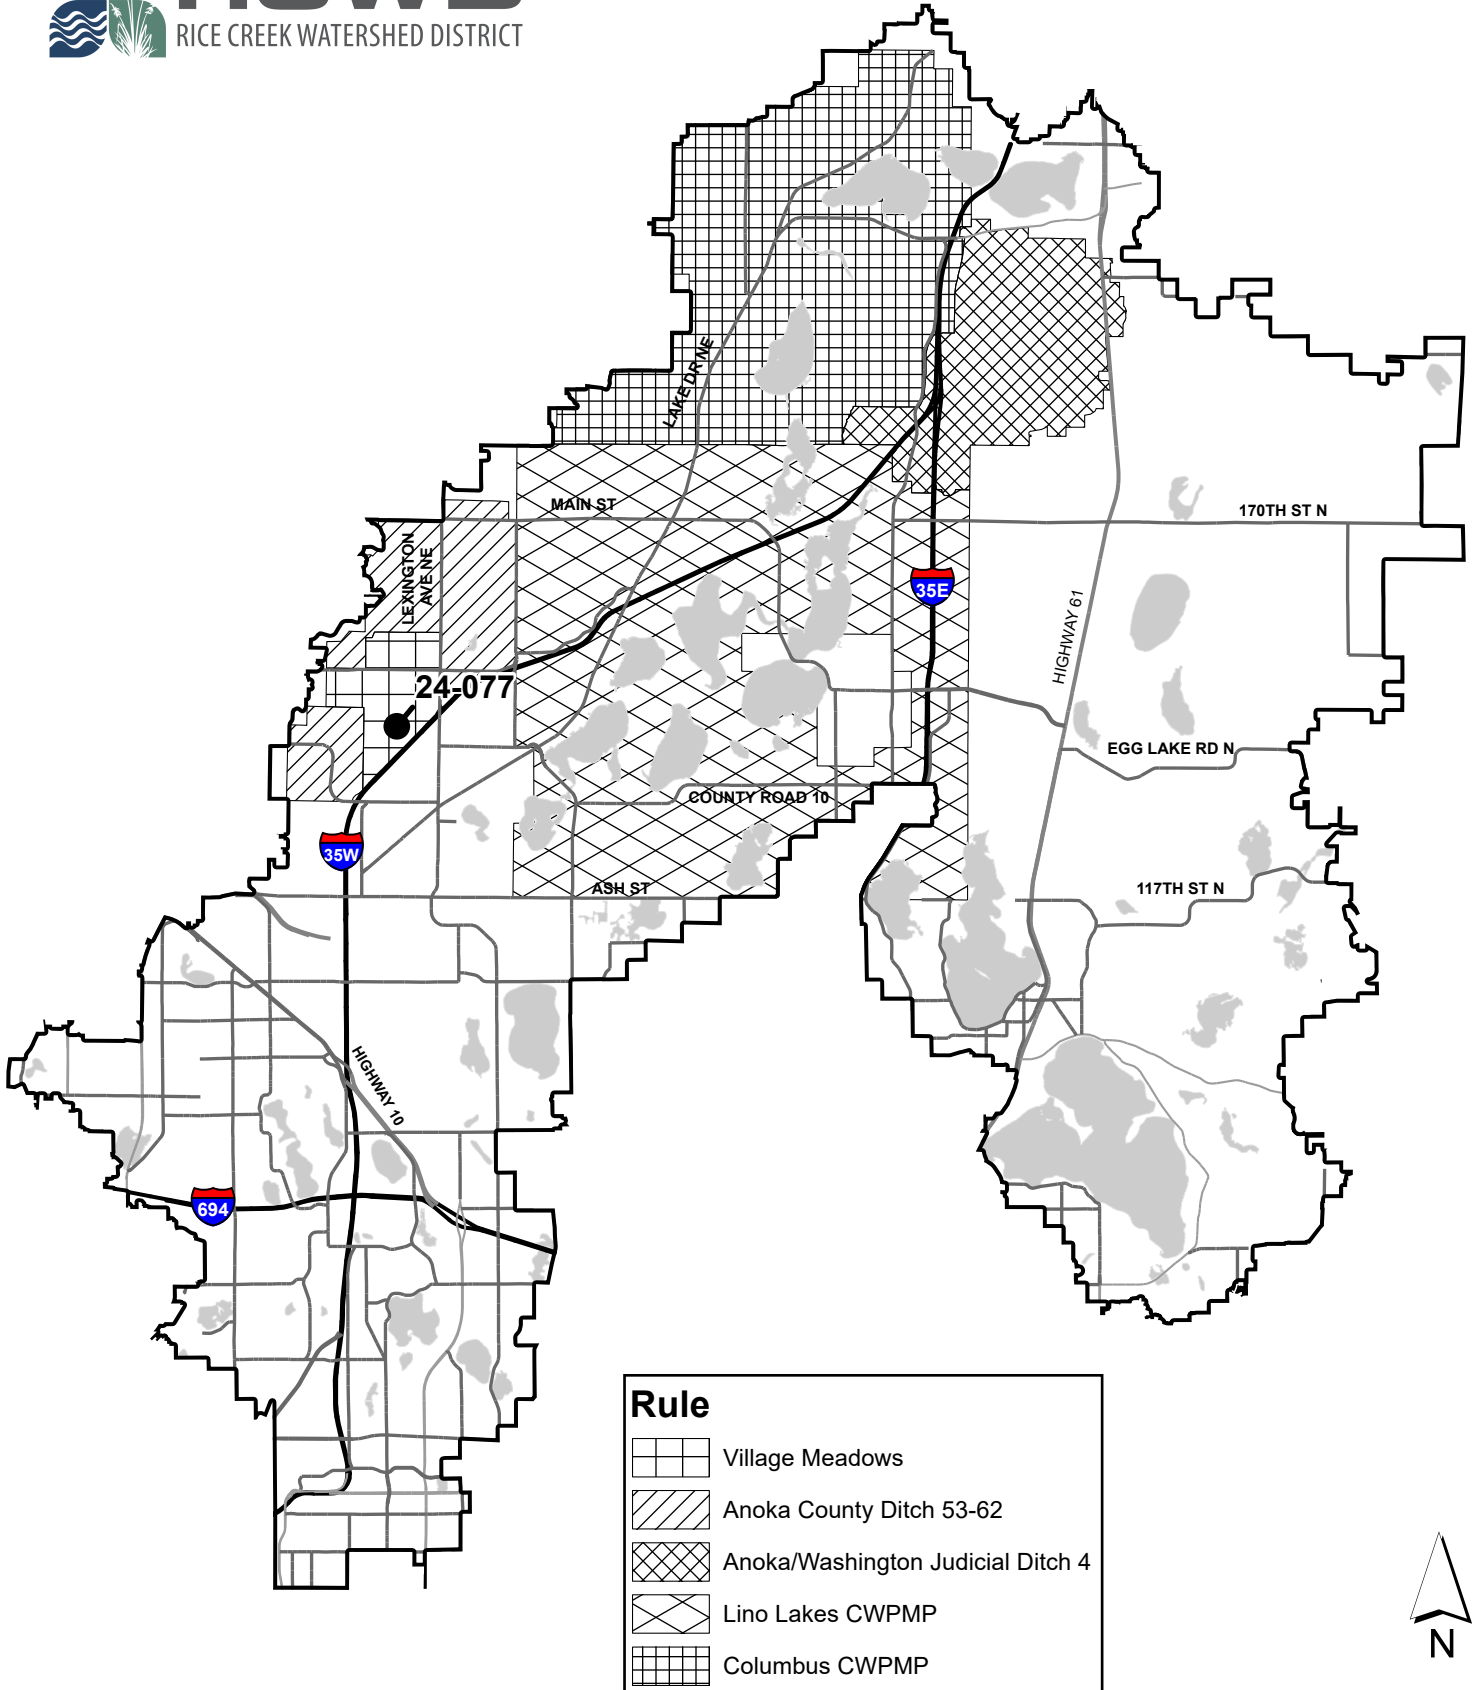 RICE CREEK WATERSHED DISTRICT
LAKE DR NE
MAIN ST
170TH ST N
LEXINGTON
AVE NE
35E
HIGHWAY 61
24-077
EGG LAKE RD N
COUNTY ROAD 10
35W
ASH ST
117TH ST N
HIGHWAY 10
694
Rule
Village Meadows
Anoka County Ditch 53-62
Anoka/Washington Judicial Ditch 4
Lino Lakes CWPMP
Columbus CWPMP
N